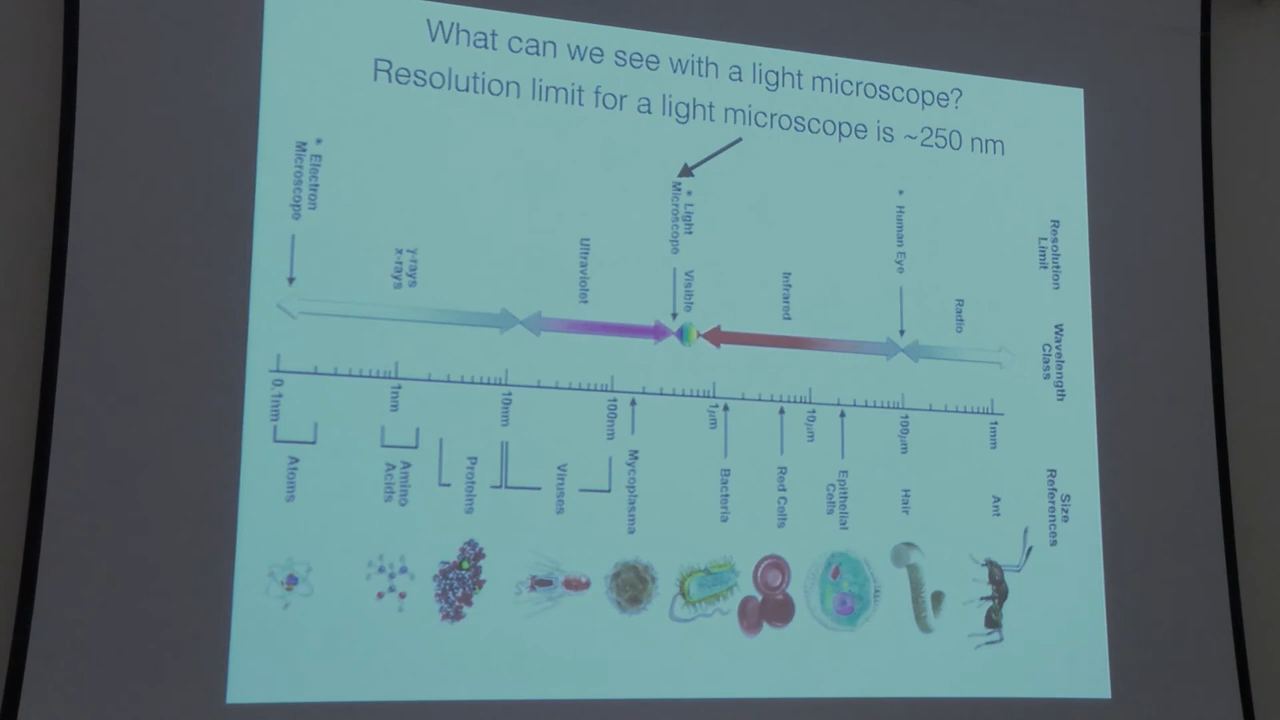 What can we see with a light microscope?
Resolution limit for a light microscope is ~250 nm
Resolution
Limit
* Human Eye
* Light
Microscope
* Electron
Microscope
Wavelength
Class
Radio
Infrared
Visible
Ultraviolet
γ-rays
x-rays
1mm
100μm
10μm
1μm
100nm
10nm
1nm
0.1nm
Size
References
Ant
Hair
Epithelial
Cells
Red Cells
Bacteria
Mycoplasma
Viruses
Proteins
Amino
Acids
Atoms